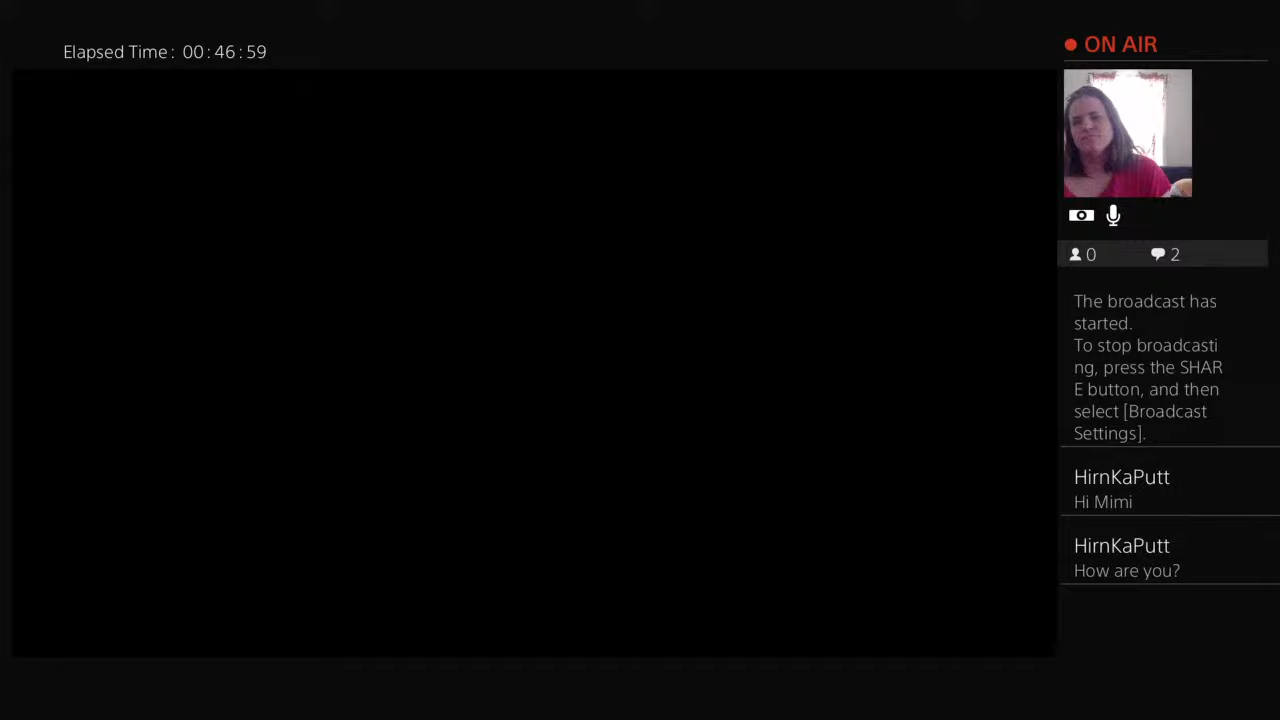 Elapsed Time: 00:46:59
ON AIR
0 2
The broadcast has
started.
To stop broadcasti
ng, press the SHAR
E button, and then
select [Broadcast
Settings].
HirnKaPutt
Hi Mimi
HirnKaPutt
How are you?